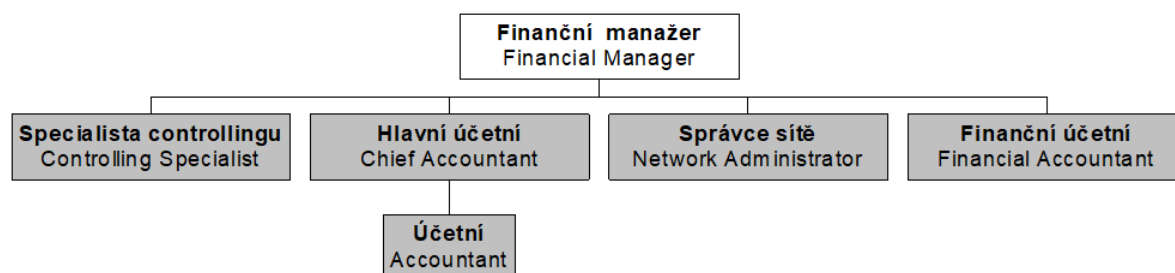 Finanční manažer
Financial Manager
Specialista controllingu
Controlling Specialist
Hlavní účetní
Chief Accountant
Správce sítě
Network Administrator
Finanční účetní
Financial Accountant
Účetní
Accountant